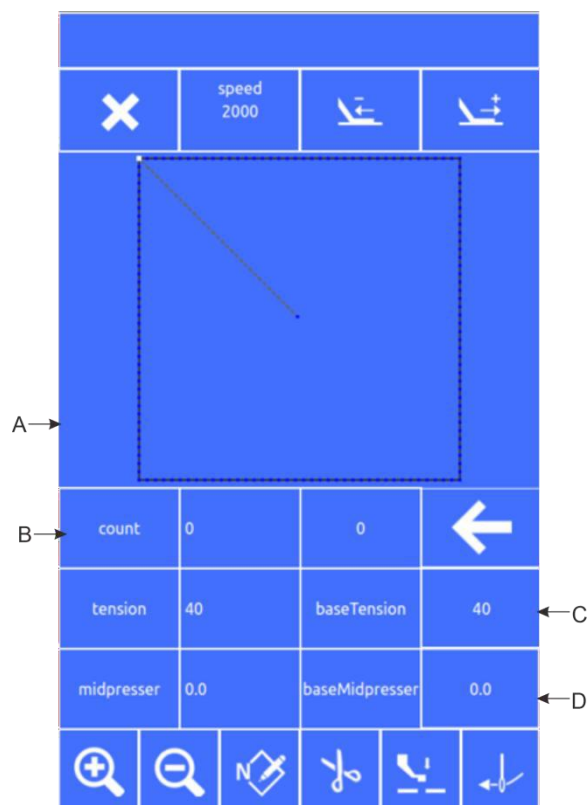 speed
2000
A
B
count 0 0
tension 40 baseTension 40
C
midpresser 0.0 baseMidpresser 0.0
D
N